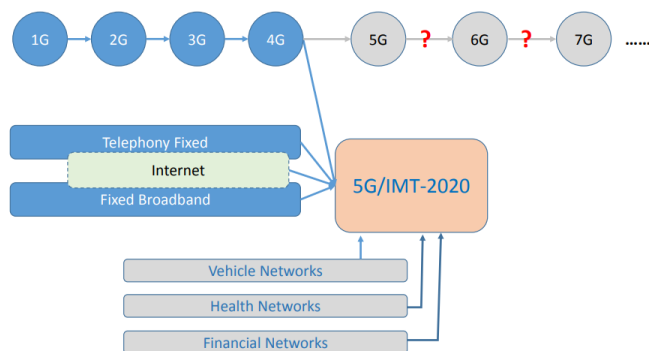 1G 2G 3G 4G 5G ? 6G ? 7G ......
Telephony Fixed
Internet
5G/IMT-2020
Fixed Broadband
Vehicle Networks
Health Networks
Financial Networks